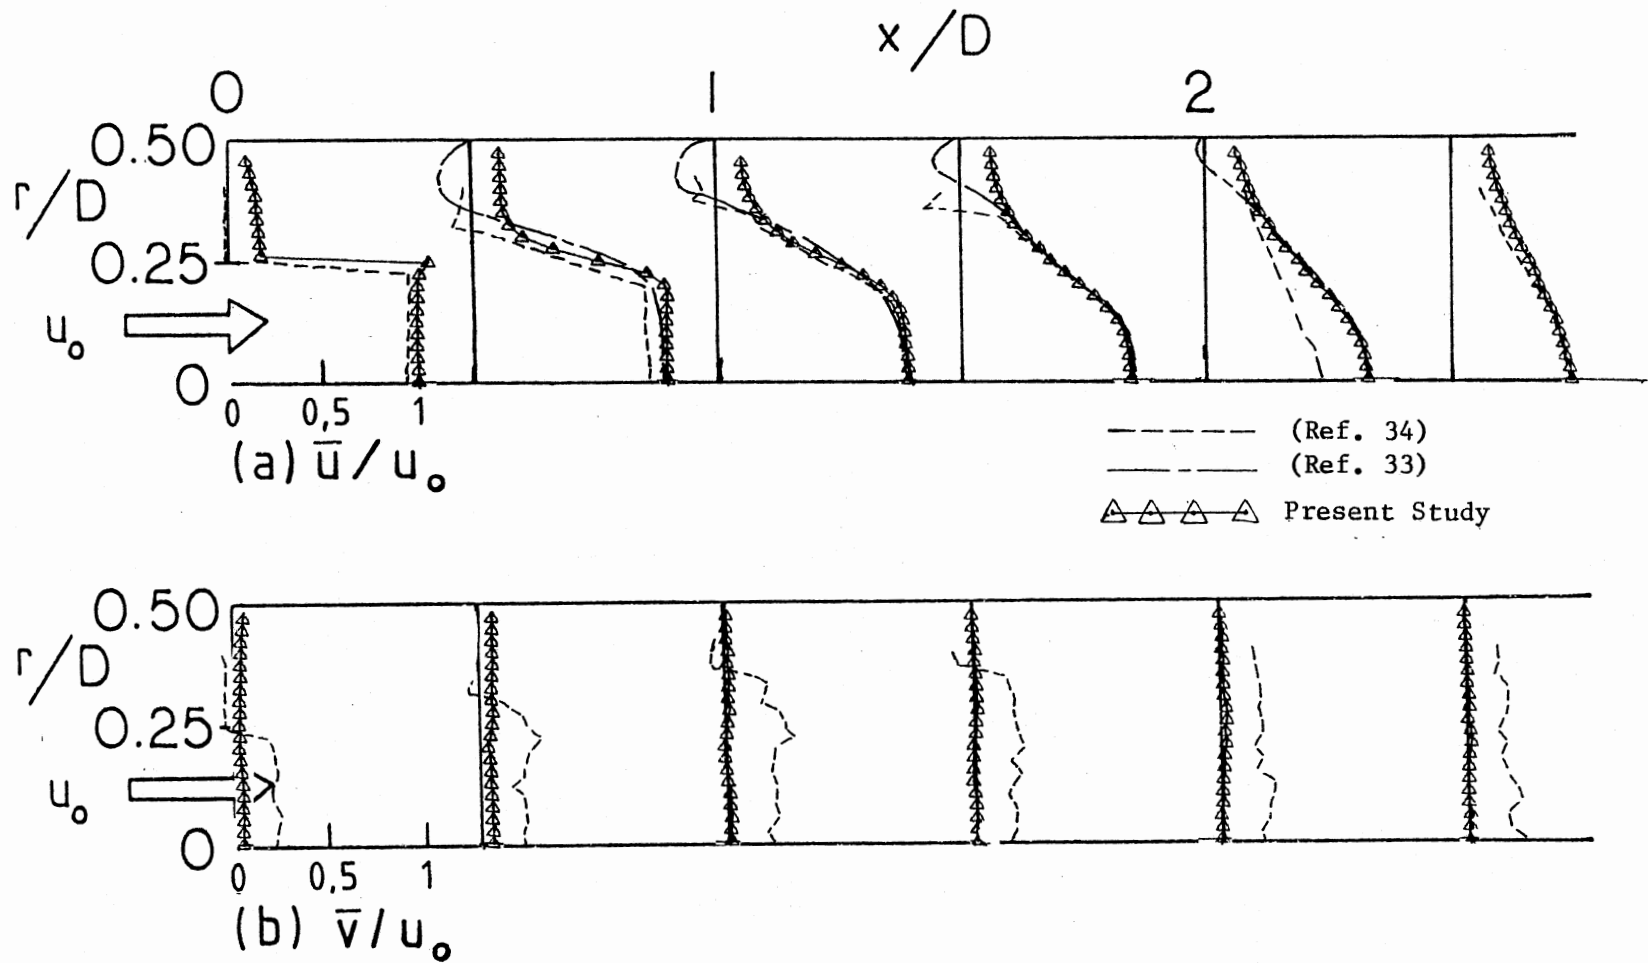 x/D
0 1 2
0.50
r/D
0.25
u₀
0
0 0,5 1
(a) u̅/u₀
(Ref. 34)
(Ref. 33)
Present Study
0.50
r/D
0.25
u₀
0
0 0,5 1
(b) v̅/u₀